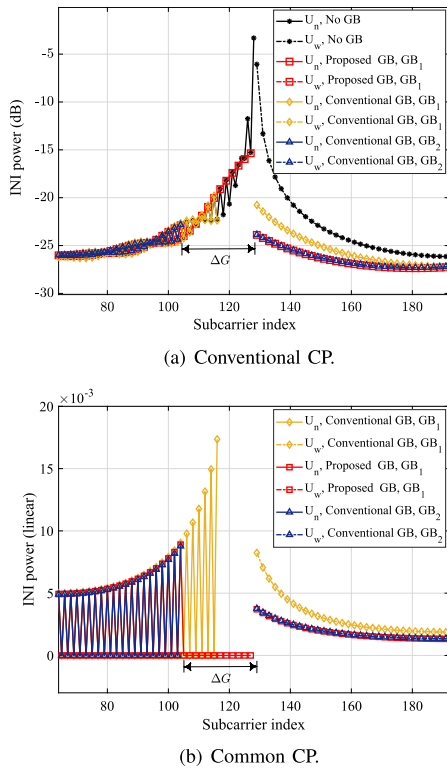 INI power (dB)
-5
-10
-15
-20
-25
-30
U_n, No GB
U_w, No GB
U_n, Proposed GB, GB_1
U_w, Proposed GB, GB_1
U_n, Conventional GB, GB_1
U_w, Conventional GB, GB_1
U_n, Conventional GB, GB_2
U_w, Conventional GB, GB_2
ΔG
80 100 120 140 160 180
Subcarrier index
(a) Conventional CP.
×10^-3
INI power (linear)
20
15
10
5
0
U_n, Conventional GB, GB_1
U_w, Conventional GB, GB_1
U_n, Proposed GB, GB_1
U_w, Proposed GB, GB_1
U_n, Conventional GB, GB_2
U_w, Conventional GB, GB_2
ΔG
80 100 120 140 160 180
Subcarrier index
(b) Common CP.